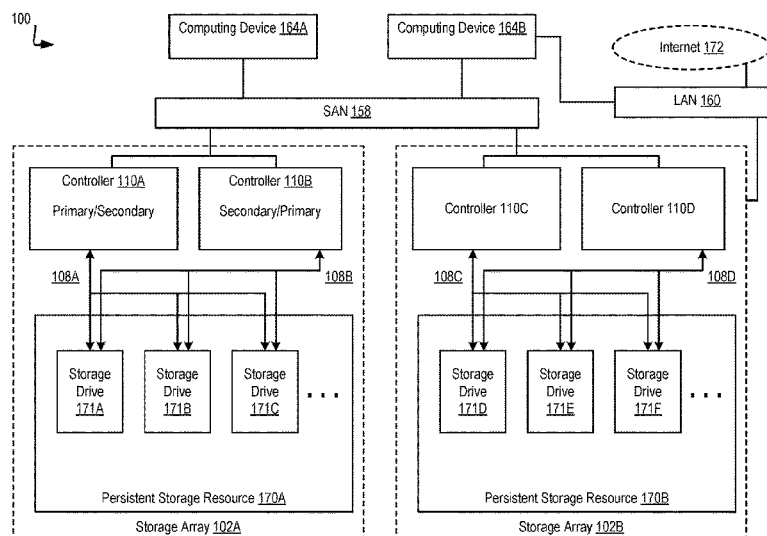 100
Computing Device 164A
Computing Device 164B
Internet 172
SAN 158
LAN 160
Controller 110A
Primary/Secondary
Controller 110B
Secondary/Primary
Controller 110C
Controller 110D
108A
108B
108C
108D
Storage
Drive
171A
Storage
Drive
171B
Storage
Drive
171C
Storage
Drive
171D
Storage
Drive
171E
Storage
Drive
171F
Persistent Storage Resource 170A
Persistent Storage Resource 170B
Storage Array 102A
Storage Array 102B